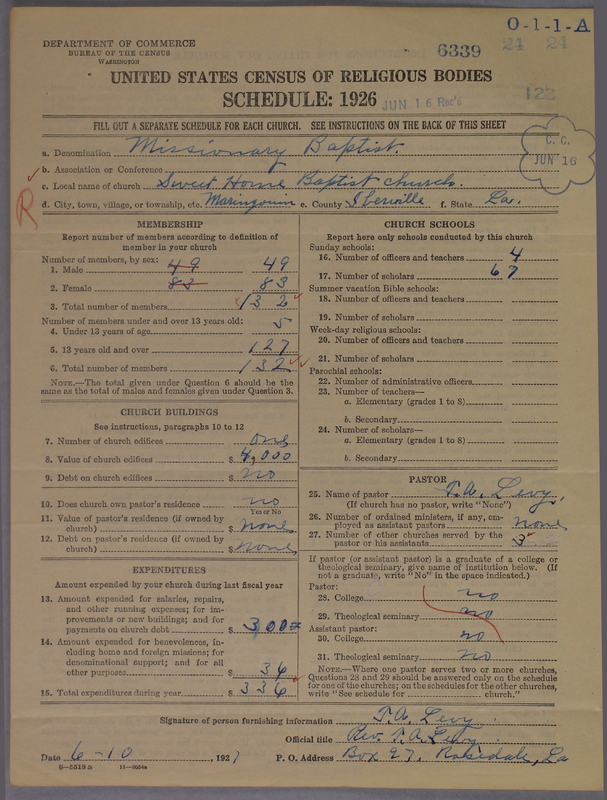 O-1-1-A
DEPARTMENT OF COMMERCE
BUREAU OF THE CENSUS
WASHINGTON
6339 24 24
UNITED STATES CENSUS OF RELIGIOUS BODIES
SCHEDULE: 1926 JUN 16 Rec'd 122
FILL OUT A SEPARATE SCHEDULE FOR EACH CHURCH. SEE INSTRUCTIONS ON THE BACK OF THIS SHEET
C. C.
JUN 16
R
a. Denomination Missionary Baptist.
b. Association or Conference
c. Local name of church Sweet Home Baptist church.
d. City, town, village, or township, etc. Maringouin e. County Iberville f. State La.
MEMBERSHIP
Report number of members according to definition of
member in your church
Number of members, by sex:
1. Male 49 49
2. Female 83 83
3. Total number of members 132
Number of members under and over 13 years old:
4. Under 13 years of age 5
5. 13 years old and over 127
6. Total number of members 132
NOTE.—The total given under Question 6 should be the
same as the total of males and females given under Question 3.
CHURCH BUILDINGS
See instructions, paragraphs 10 to 12
7. Number of church edifices one
8. Value of church edifices $ 4,000
9. Debt on church edifices $ no
10. Does church own pastor's residence no
Yes or No
11. Value of pastor's residence (if owned by
church) $ none
12. Debt on pastor's residence (if owned by
church) $ none
EXPENDITURES
Amount expended by your church during last fiscal year
13. Amount expended for salaries, repairs,
and other running expenses; for im-
provements or new buildings; and for
payments on church debt $ 300
14. Amount expended for benevolences, in-
cluding home and foreign missions; for
denominational support; and for all
other purposes $ 36
15. Total expenditures during year $ 336
CHURCH SCHOOLS
Report here only schools conducted by this church
Sunday schools:
16. Number of officers and teachers 4
17. Number of scholars 67
Summer vacation Bible schools:
18. Number of officers and teachers
19. Number of scholars
Week-day religious schools:
20. Number of officers and teachers
21. Number of scholars
Parochial schools:
22. Number of administrative officers
23. Number of teachers—
a. Elementary (grades 1 to 8)
b. Secondary
24. Number of scholars—
a. Elementary (grades 1 to 8)
b. Secondary
PASTOR
25. Name of pastor T. A. Levy.
(If church has no pastor, write "None")
26. Number of ordained ministers, if any, em-
ployed as assistant pastors none
27. Number of other churches served by the
pastor or his assistants 3
If pastor (or assistant pastor) is a graduate of a college or
theological seminary, give name of institution below. (If
not a graduate, write "No" in the space indicated.)
Pastor:
28. College no
29. Theological seminary no
Assistant pastor:
30. College no
31. Theological seminary no
NOTE.—Where one pastor serves two or more churches,
Questions 28 and 29 should be answered only on the schedule
for one of the churches; on the schedules for the other churches,
write "See schedule for ______ church."
Signature of person furnishing information T. A. Levy.
Official title Rev. T. A. Levy
Date 6-10, 1927 P. O. Address Box 97, Rosedale, La